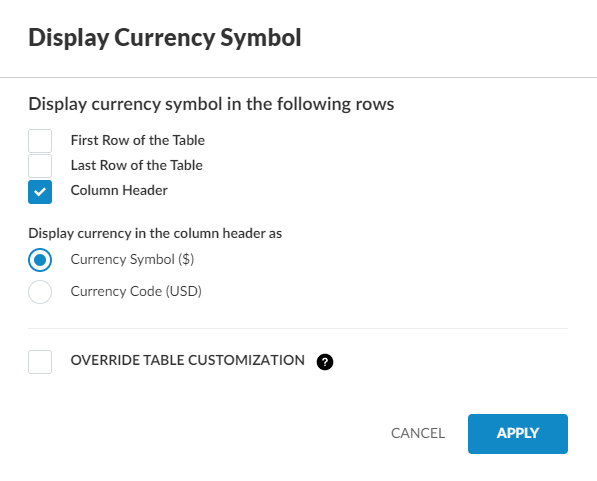 Display Currency Symbol
Display currency symbol in the following rows
First Row of the Table
Last Row of the Table
Column Header
Display currency in the column header as
Currency Symbol ($)
Currency Code (USD)
OVERRIDE TABLE CUSTOMIZATION ?
CANCEL APPLY